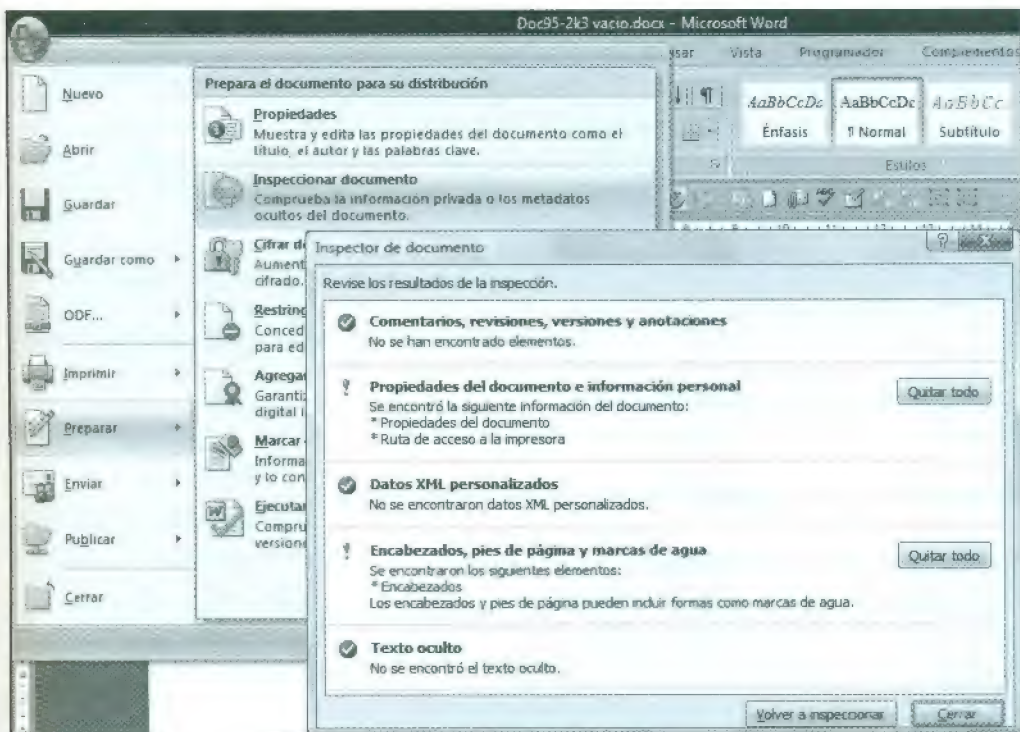 Doc95-2k3 vacio.docx - Microsoft Word
Vista Programador Complementos
Nuevo
Abrir
Guardar
Guardar como
ODF...
Imprimir
Preparar
Enviar
Publicar
Cerrar
Prepara el documento para su distribución
Propiedades
Muestra y edita las propiedades del documento como el
título, el autor y las palabras clave.
Inspeccionar documento
Comprueba la información privada o los metadatos
ocultos del documento.
Cifrar d
Aument
cifrado.
Restring
Conced
para ed
Agrega
Garantiz
digital i
Marcar
Informa
y lo con
Ejecuta
Compru
versione
AaBbCcDc AaBbCcDc AaBbCc
Énfasis ¶ Normal Subtítulo
Estilos
Inspector de documento
Revise los resultados de la inspección.
Comentarios, revisiones, versiones y anotaciones
No se han encontrado elementos.
Propiedades del documento e información personal
Quitar todo
Se encontró la siguiente información del documento:
* Propiedades del documento
* Ruta de acceso a la impresora
Datos XML personalizados
No se encontraron datos XML personalizados.
Encabezados, pies de página y marcas de agua
Quitar todo
Se encontraron los siguientes elementos:
* Encabezados
Los encabezados y pies de página pueden incluir formas como marcas de agua.
Texto oculto
No se encontró el texto oculto.
Volver a inspeccionar Cerrar